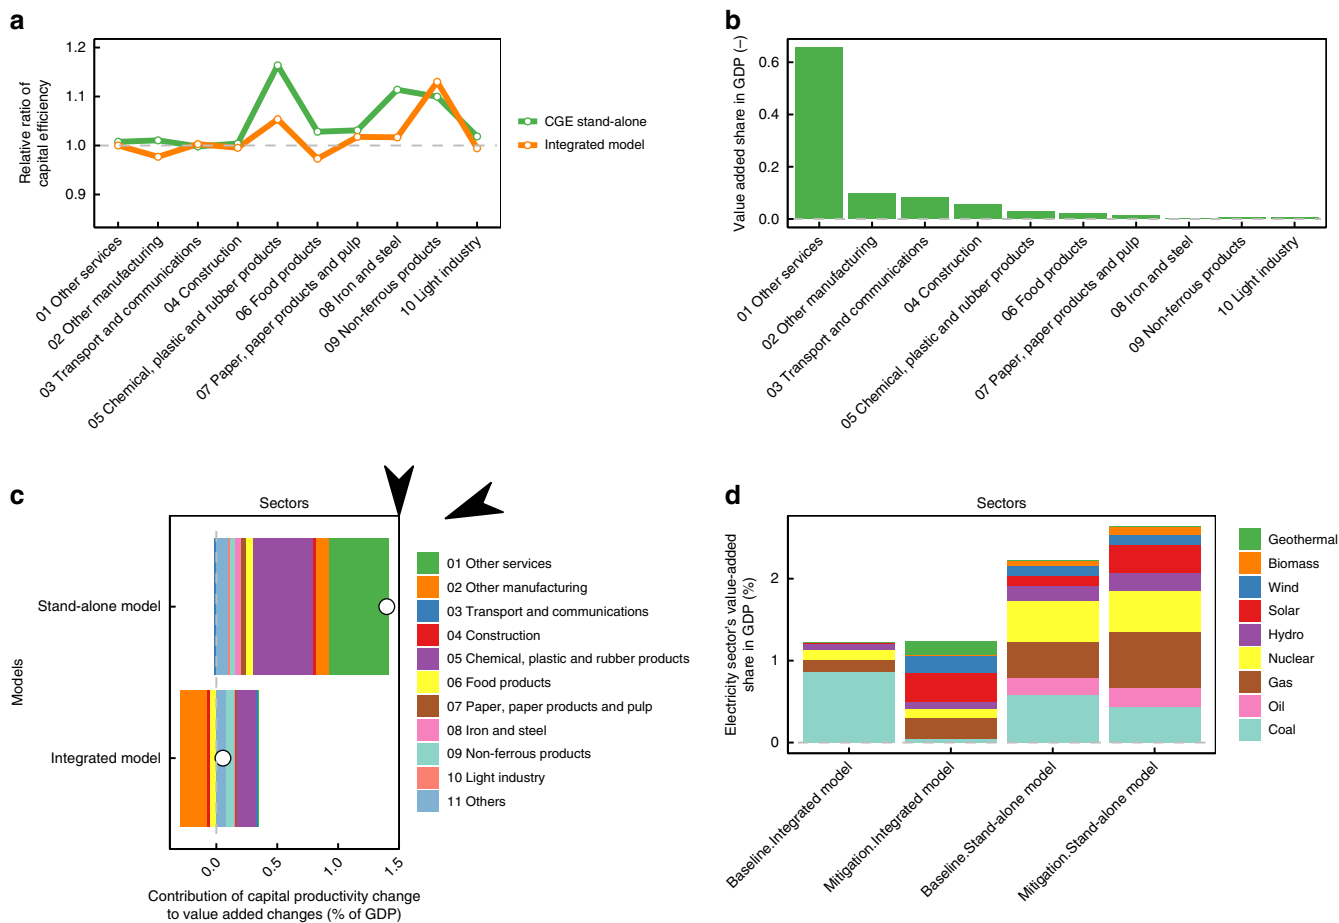 a
1.2
1.1
1.0
0.9
Relative ratio of
capital efficiency
CGE stand-alone
Integrated model
01 Other services
02 Other manufacturing
03 Transport and communications
04 Construction
05 Chemical, plastic and rubber products
06 Food products
07 Paper, paper products and pulp
08 Iron and steel
09 Non-ferrous products
10 Light industry
b
Value added share in GDP (−)
0.6
0.4
0.2
0.0
01 Other services
02 Other manufacturing
03 Transport and communications
04 Construction
05 Chemical, plastic and rubber products
06 Food products
07 Paper, paper products and pulp
08 Iron and steel
09 Non-ferrous products
10 Light industry
c
Sectors
Models
Stand-alone model
Integrated model
0.0
0.5
1.0
1.5
Contribution of capital productivity change
to value added changes (% of GDP)
01 Other services
02 Other manufacturing
03 Transport and communications
04 Construction
05 Chemical, plastic and rubber products
06 Food products
07 Paper, paper products and pulp
08 Iron and steel
09 Non-ferrous products
10 Light industry
11 Others
d
Sectors
Electricity sector's value-added
share in GDP (%)
2
1
0
Baseline.Integrated model
Mitigation.Integrated model
Baseline.Stand-alone model
Mitigation.Stand-alone model
Geothermal
Biomass
Wind
Solar
Hydro
Nuclear
Gas
Oil
Coal